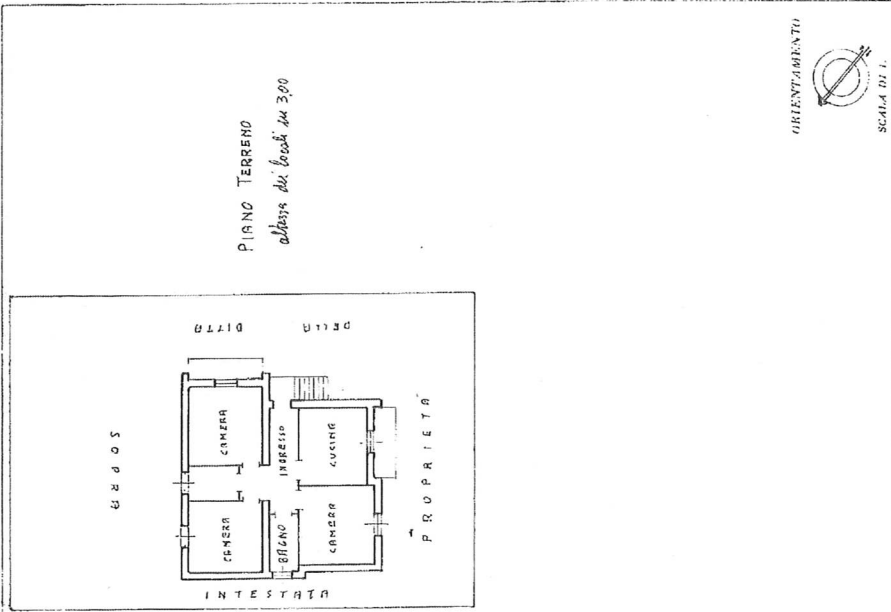 PIANO TERRENO
altezza dei locali m 3,00
ORIENTAMENTO
SCALA DI 1.
PROPRIETÀ
DELLA
DITTA
SOPRA
INTESTATA
CAMERA
INGRESSO
CUCINA
CAMERA
BAGNO
CAMERA